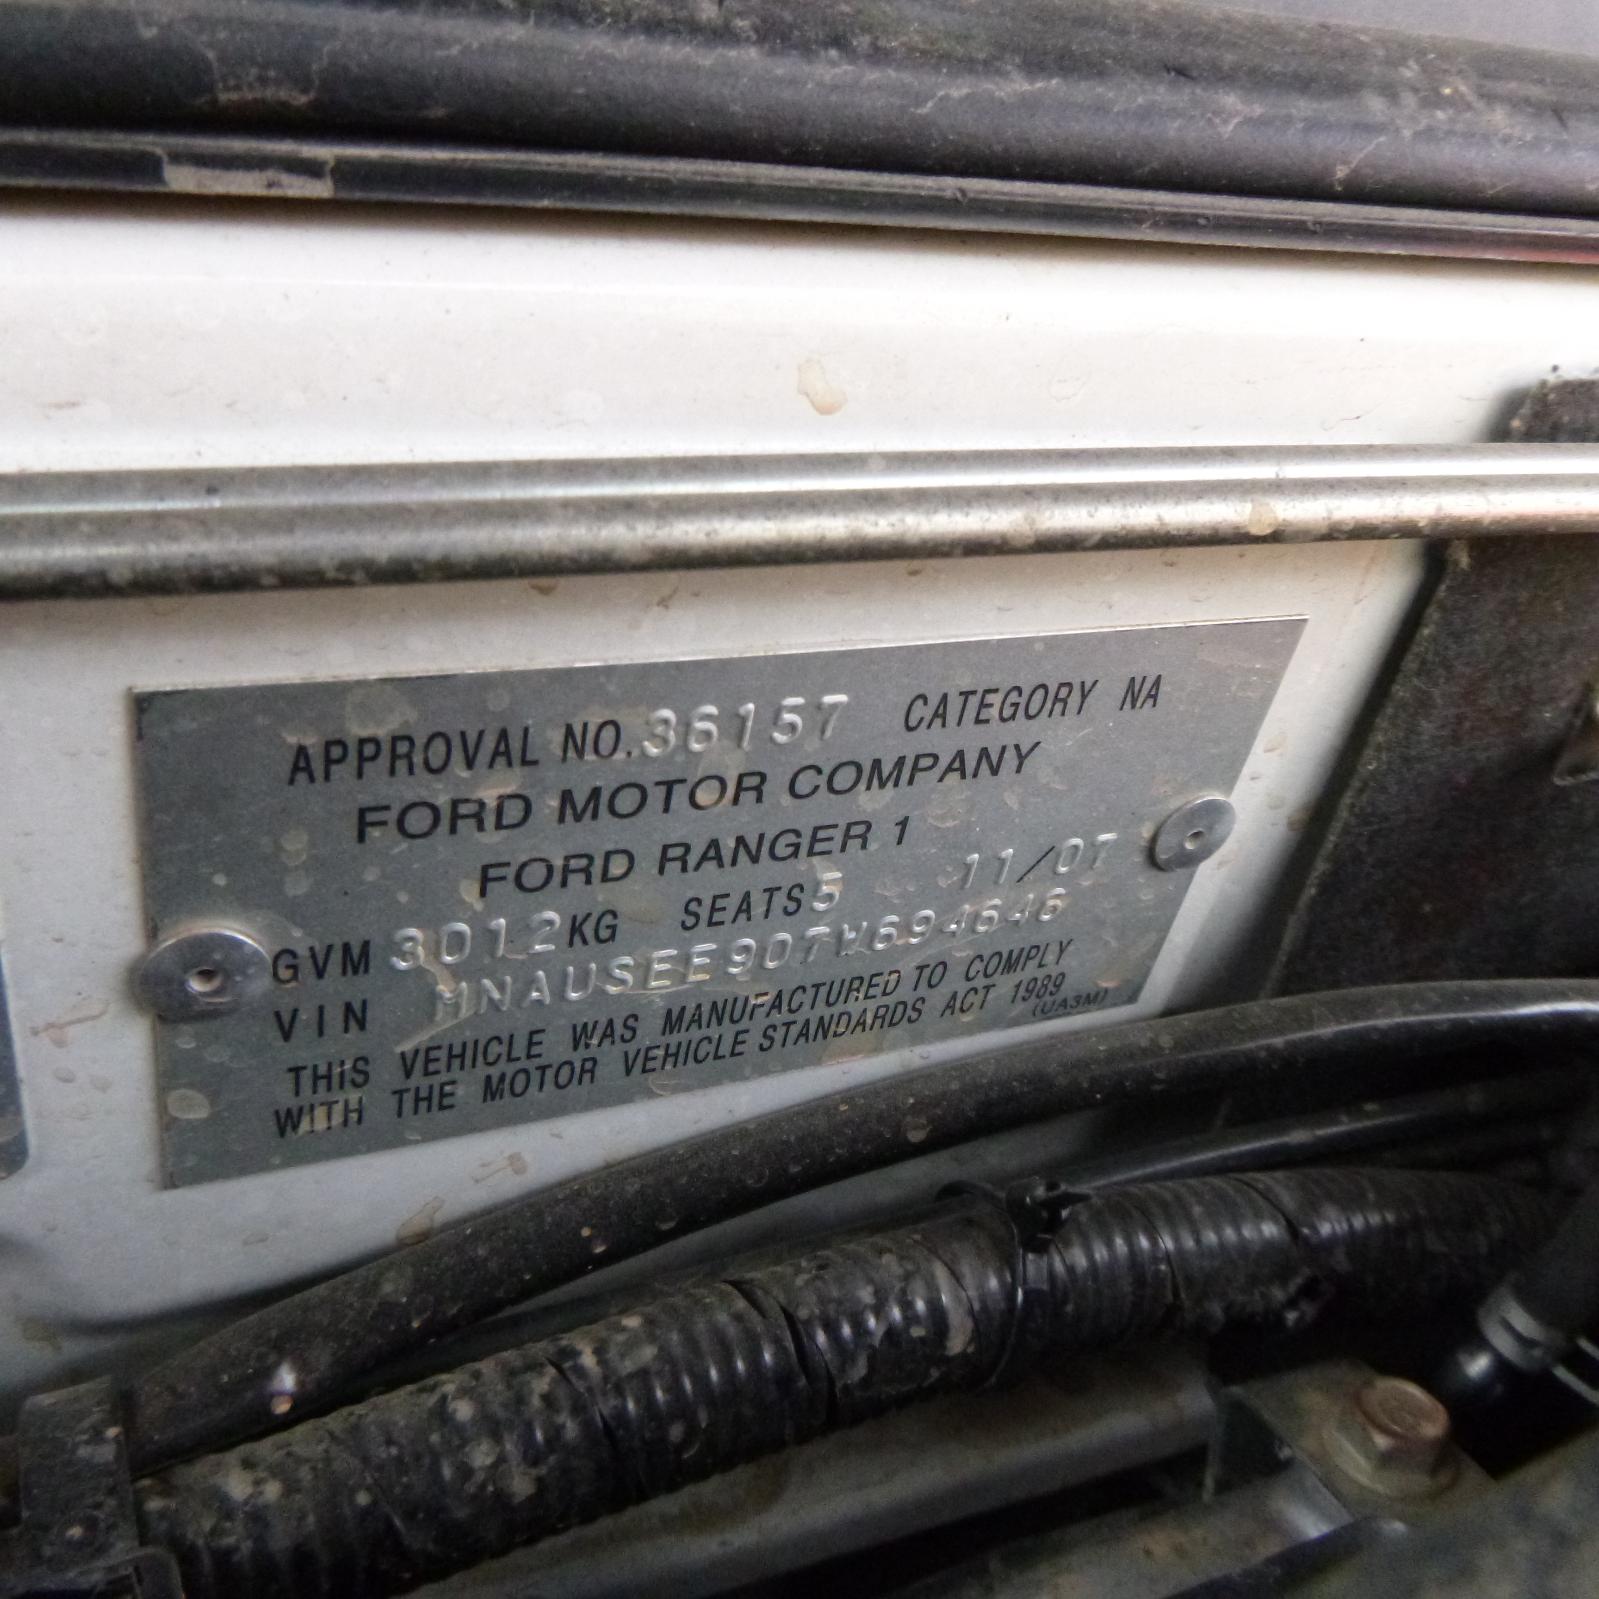 APPROVAL NO. 36157 CATEGORY NA
FORD MOTOR COMPANY
FORD RANGER 1
GVM 3012KG SEATS 5 11/07
VIN MNAUSEE907W694646
THIS VEHICLE WAS MANUFACTURED TO COMPLY
WITH THE MOTOR VEHICLE STANDARDS ACT 1989
(UA3M)